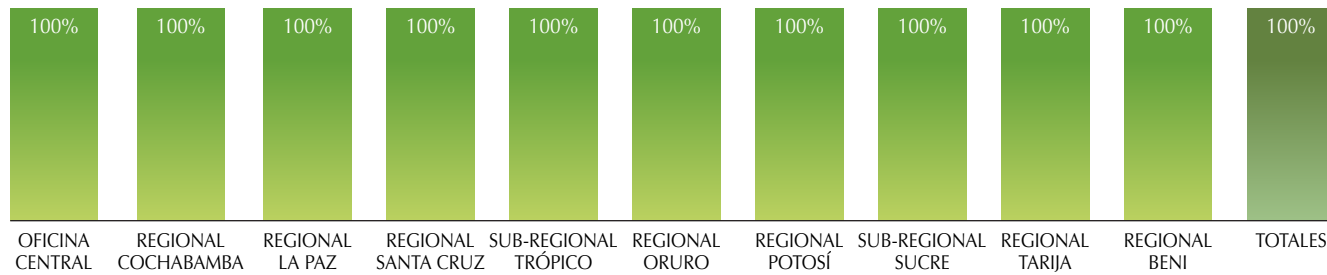 100% 100% 100% 100% 100% 100% 100% 100% 100% 100% 100%
OFICINA CENTRAL
REGIONAL COCHABAMBA
REGIONAL LA PAZ
REGIONAL SANTA CRUZ
SUB-REGIONAL TRÓPICO
REGIONAL ORURO
REGIONAL POTOSÍ
SUB-REGIONAL SUCRE
REGIONAL TARIJA
REGIONAL BENI
TOTALES